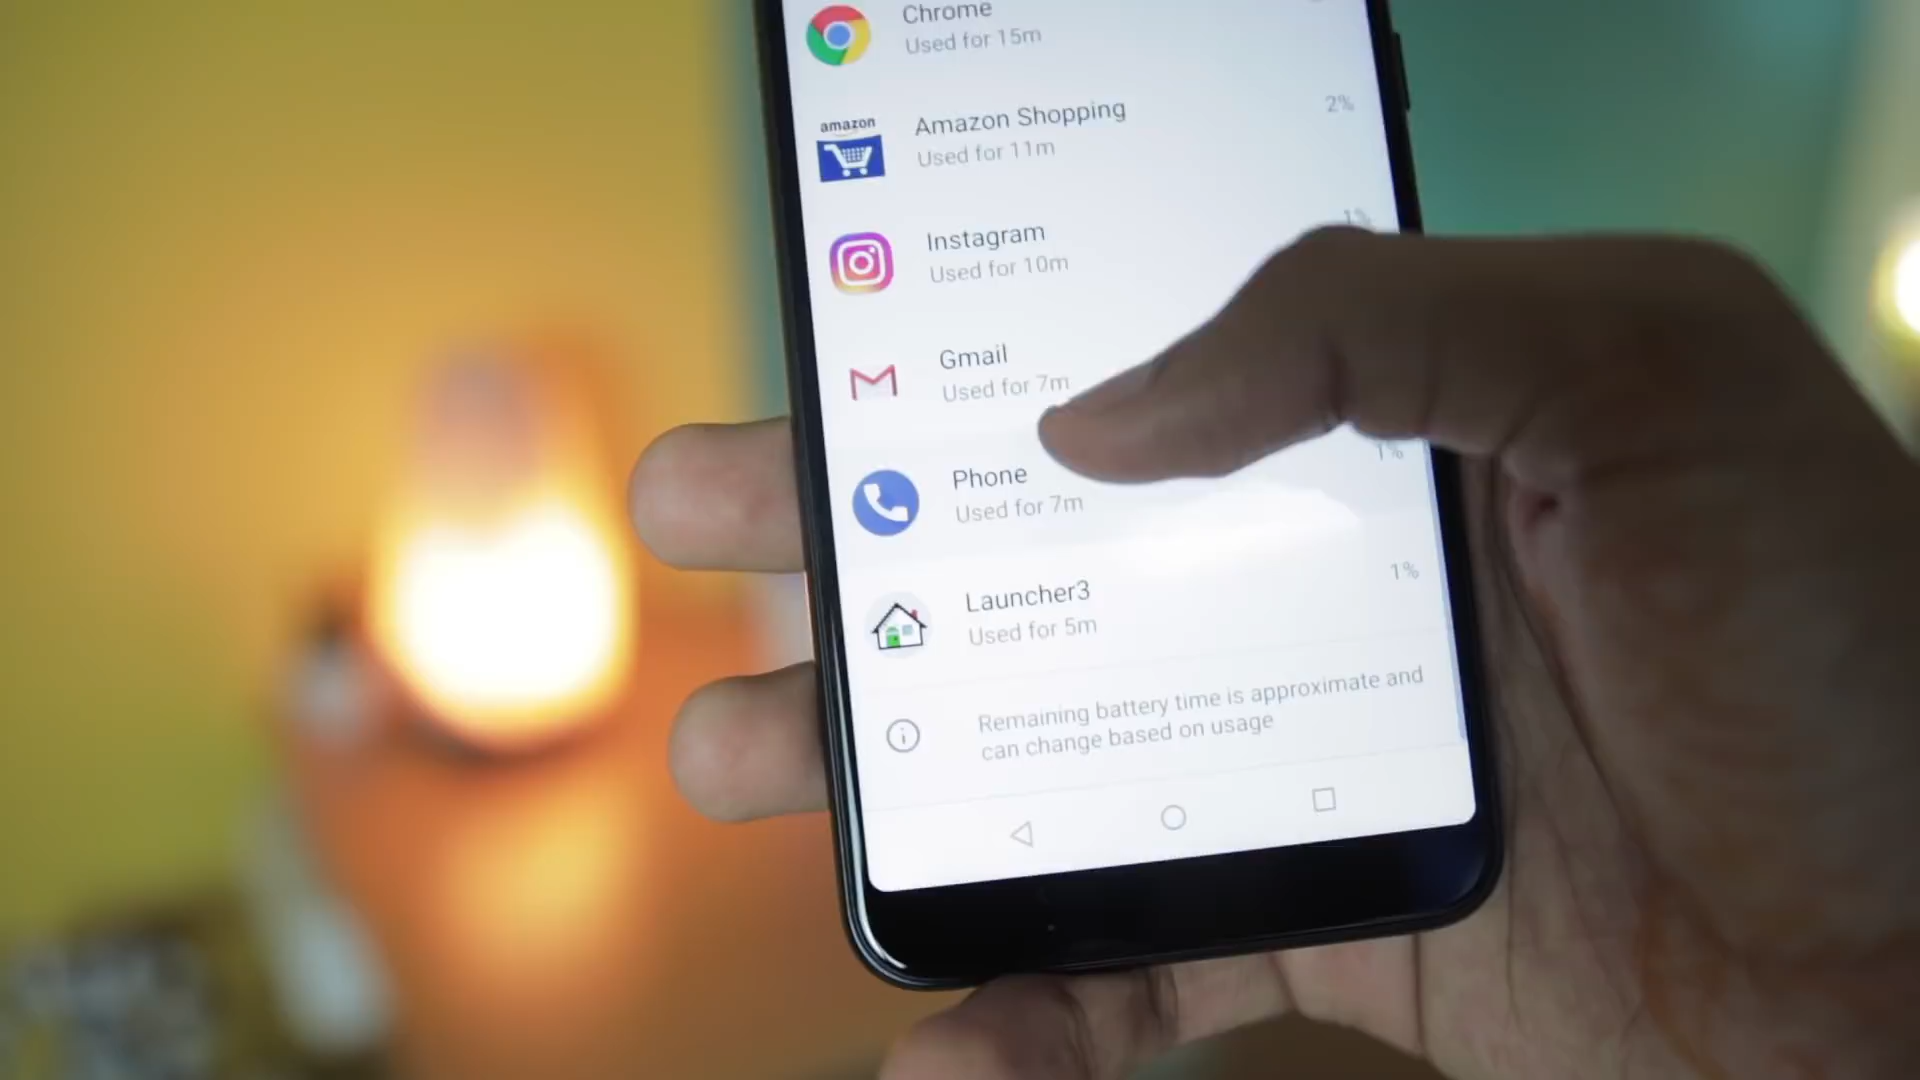 Chrome
Used for 15m
amazon
Amazon Shopping
2%
Used for 11m
Instagram
1%
Used for 10m
Gmail
Used for 7m
Phone
1%
Used for 7m
Launcher3
1%
Used for 5m
Remaining battery time is approximate and
can change based on usage